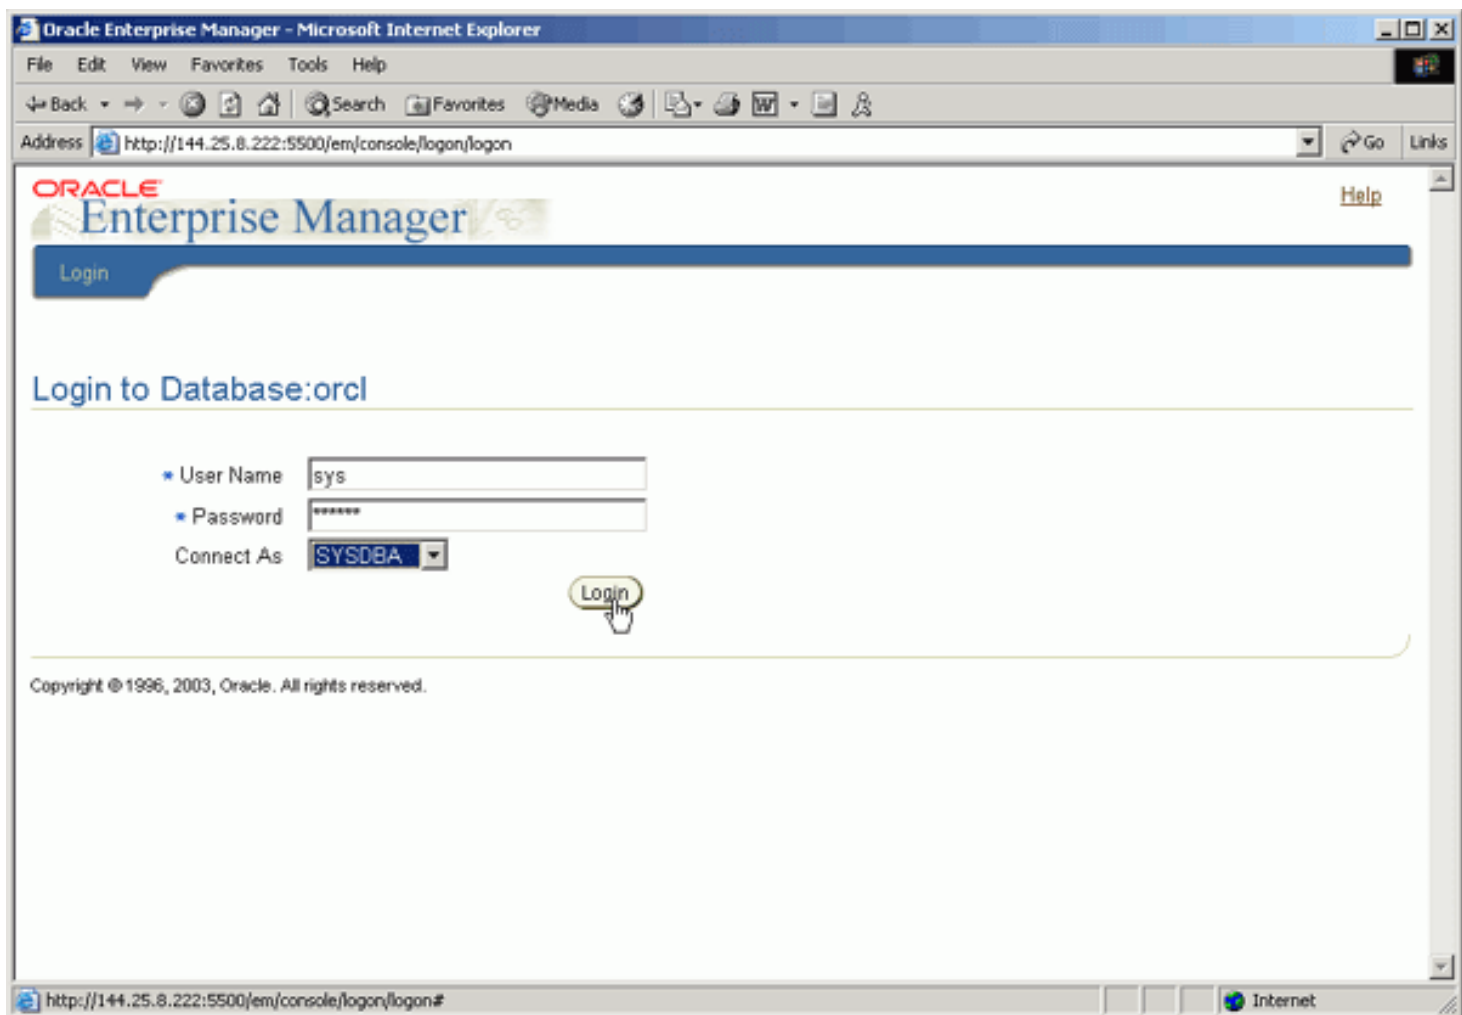 Oracle Enterprise Manager - Microsoft Internet Explorer
File Edit View Favorites Tools Help
Back Search Favorites Media
Address http://144.25.8.222:5500/em/console/logon/logon Go Links
ORACLE
Enterprise Manager
Help
Login
Login to Database:orcl
* User Name sys
* Password ******
Connect As SYSDBA
Login
Copyright © 1996, 2003, Oracle. All rights reserved.
http://144.25.8.222:5500/em/console/logon/logon# Internet